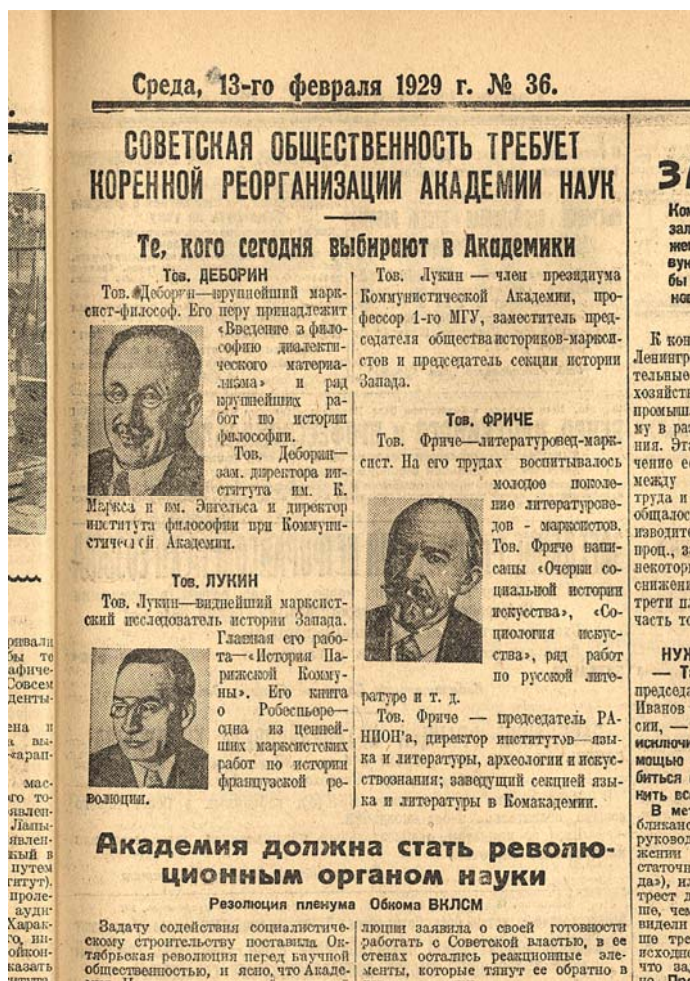 Среда, 13-го февраля 1929 г. № 36.
СОВЕТСКАЯ ОБЩЕСТВЕННОСТЬ ТРЕБУЕТ
КОРЕННОЙ РЕОРГАНИЗАЦИИ АКАДЕМИИ НАУК
Те, кого сегодня выбирают в Академики
Тов. ДЕБОРИН
Тов. Деборин—крупнейший марк-
сист-философ. Его перу принадлежит
«Введение в фило-
софию диалекти-
ческого материа-
лизма» и ряд
крупнейших ра-
бот по истории
философии.
Тов. Деборин—
зам. директора ин-
ститута им. К.
Маркса и им. Энгельса и директор
института философии при Коммуни-
стической Академии.
Тов. ЛУКИН
Тов. Лукин—виднейший марксист-
ский исследователь истории Запада.
Главная его рабо-
та—«История Па-
рижской Комму-
ны». Его книга
о Робеспьере—
одна из ценней-
ших марксистских
работ по истории
французской ре-
волюции.
Тов. Лукин — член президиума
Коммунистической Академии, про-
фессор 1-го МГУ, заместитель пред-
седателя общества историков-маркси-
стов и председатель секции истории
Запада.
Тов. ФРИЧЕ
Тов. Фриче—литературовед-марк-
сист. На его трудах воспитывалось
молодое поколе-
ние литературове-
дов - марксистов.
Тов. Фриче напи-
саны «Очерки со-
циальной истории
искусства», «Со-
циология искус-
ства», ряд работ
по русской лите-
ратуре и т. д.
Тов. Фриче — председатель РА-
НИОН'а, директор институтов—язы-
ка и литературы, археологии и искус-
ствознания; заведущий секцией язы-
ка и литературы в Комакадемии.
Академия должна стать револю-
ционным органом науки
Резолюция пленума Обкома ВКЛСМ
Задачу содействия социалистиче-
скому строительству поставила Ок-
тябрьская революция перед научной
общественностью, и ясно, что Акаде-
люции заявила о своей готовности
работать с Советской властью, в ее
стенах остались реакционные эле-
менты, которые тянут ее обратно в